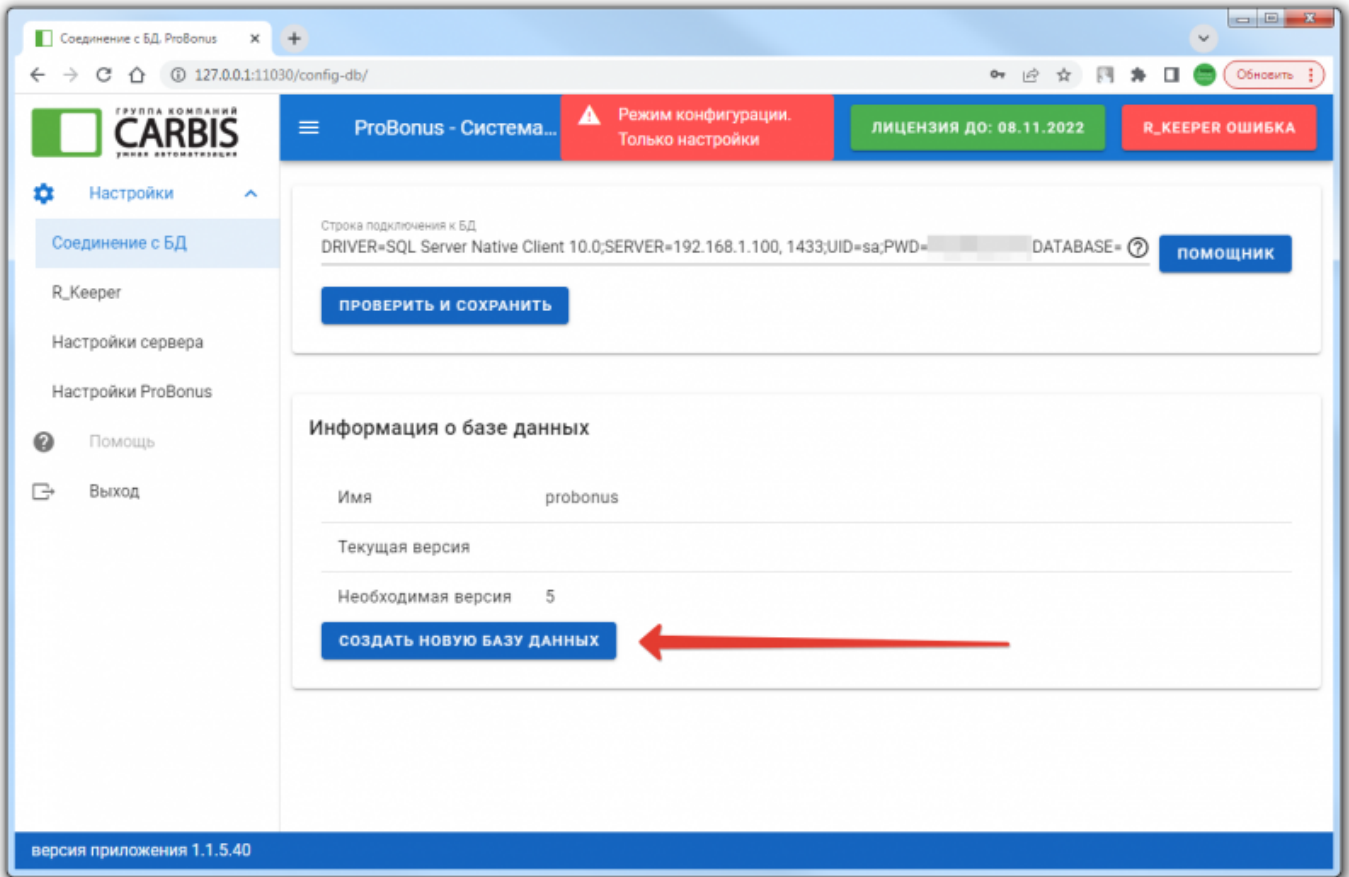 Соединение с БД, ProBonus
127.0.0.1:11030/config-db/
Обновить
ГРУППА КОМПАНИЙ
CARBIS
умная автоматизация
ProBonus - Система...
Режим конфигурации.
Только настройки
ЛИЦЕНЗИЯ ДО: 08.11.2022
R_KEEPER ОШИБКА
Настройки
Соединение с БД
R_Keeper
Настройки сервера
Настройки ProBonus
Помощь
Выход
Строка подключения к БД
DRIVER=SQL Server Native Client 10.0;SERVER=192.168.1.100, 1433;UID=sa;PWD= DATABASE=
ПОМОЩНИК
ПРОВЕРИТЬ И СОХРАНИТЬ
Информация о базе данных
Имя probonus
Текущая версия
Необходимая версия 5
СОЗДАТЬ НОВУЮ БАЗУ ДАННЫХ
версия приложения 1.1.5.40